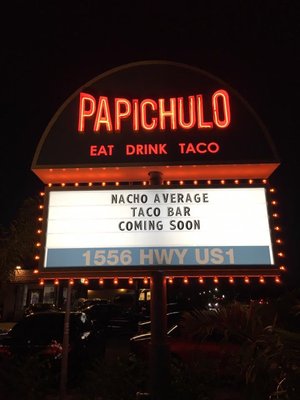 PAPICHULO
EAT DRINK TACO
NACHO AVERAGE
TACO BAR
COMING SOON
1556 HWY US1